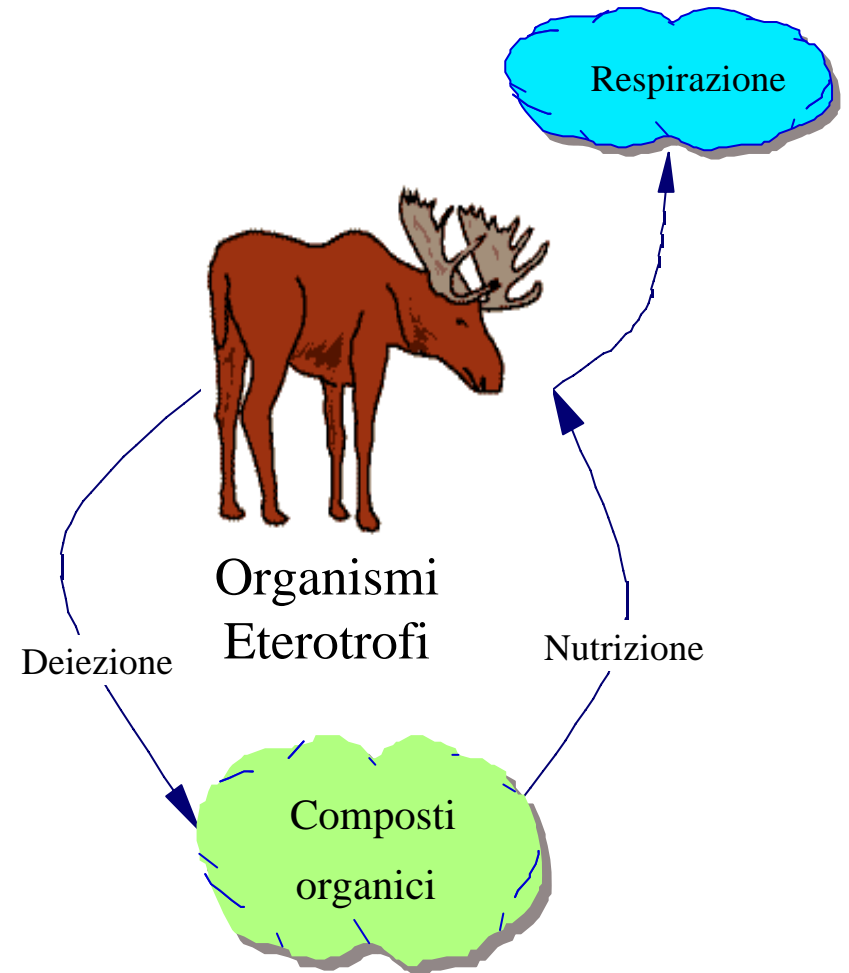 Respirazione
Organismi
Eterotrofi
Deiezione
Nutrizione
Composti
organici